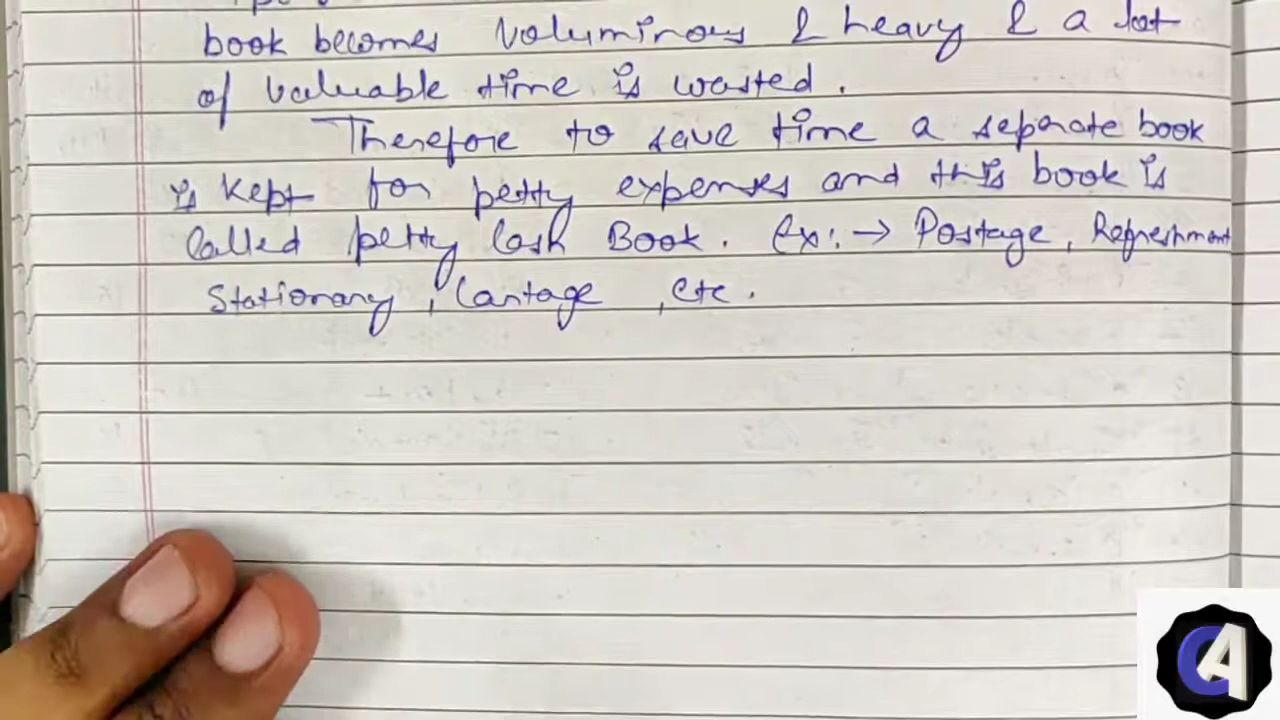 book becomes voluminous & heavy & a lot
of valuable time is wasted.
Therefore to save time a separate book
is kept for petty expenses and this book is
Called petty Cash Book. Ex:→ Postage, Refreshment
Stationary, Cartage, etc.
CA